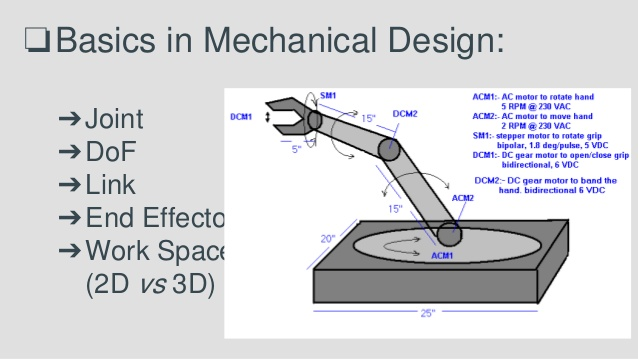 ❏Basics in Mechanical Design:
➔Joint
➔DoF
➔Link
➔End Effecto
➔Work Space
(2D vs 3D)
ACM1:- AC motor to rotate hand
5 RPM @ 230 VAC
ACM2:- AC motor to move hand
2 RPM @ 230 VAC
SM1:- stepper motor to rotate grip
bipolar, 1.8 deg/pulse, 5 VDC
DCM1:- DC gear motor to open/close grip
bidirectional, 6 VDC
DCM2:- DC gear motor to band the
hand. bidirectional 6 VDC
SM1
DCM1
15"
DCM2
5"
15"
ACM2
20"
ACM1
25"